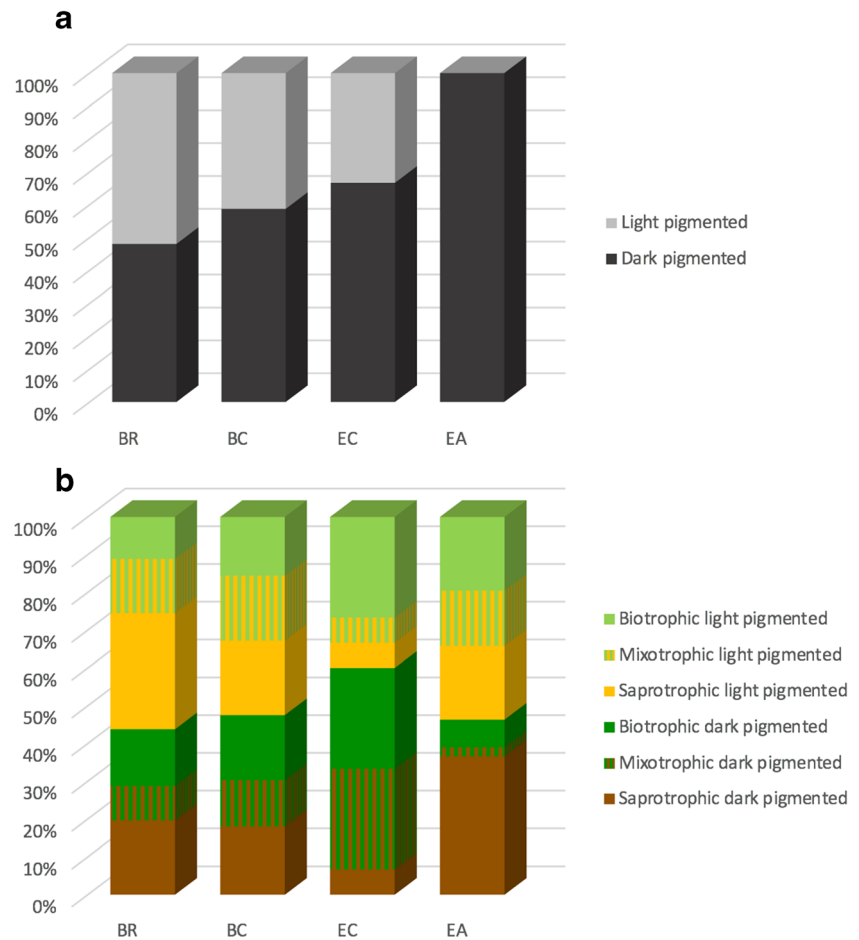 a
100%
90%
80%
70%
60%
50%
40%
30%
20%
10%
0%
BR BC EC EA
Light pigmented
Dark pigmented
b
100%
90%
80%
70%
60%
50%
40%
30%
20%
10%
0%
BR BC EC EA
Biotrophic light pigmented
Mixotrophic light pigmented
Saprotrophic light pigmented
Biotrophic dark pigmented
Mixotrophic dark pigmented
Saprotrophic dark pigmented